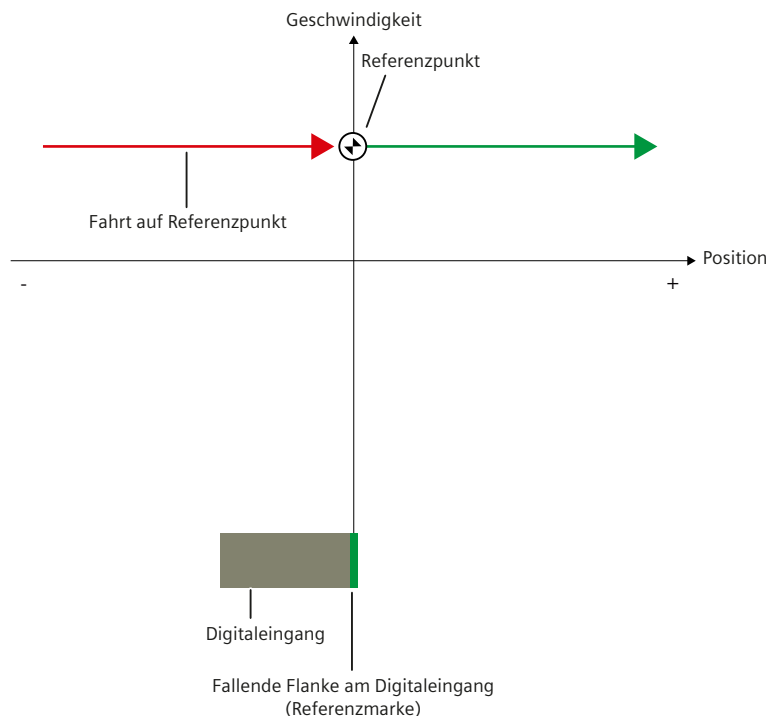 Geschwindigkeit
Referenzpunkt
Fahrt auf Referenzpunkt
Position
-
+
Digitaleingang
Fallende Flanke am Digitaleingang
(Referenzmarke)